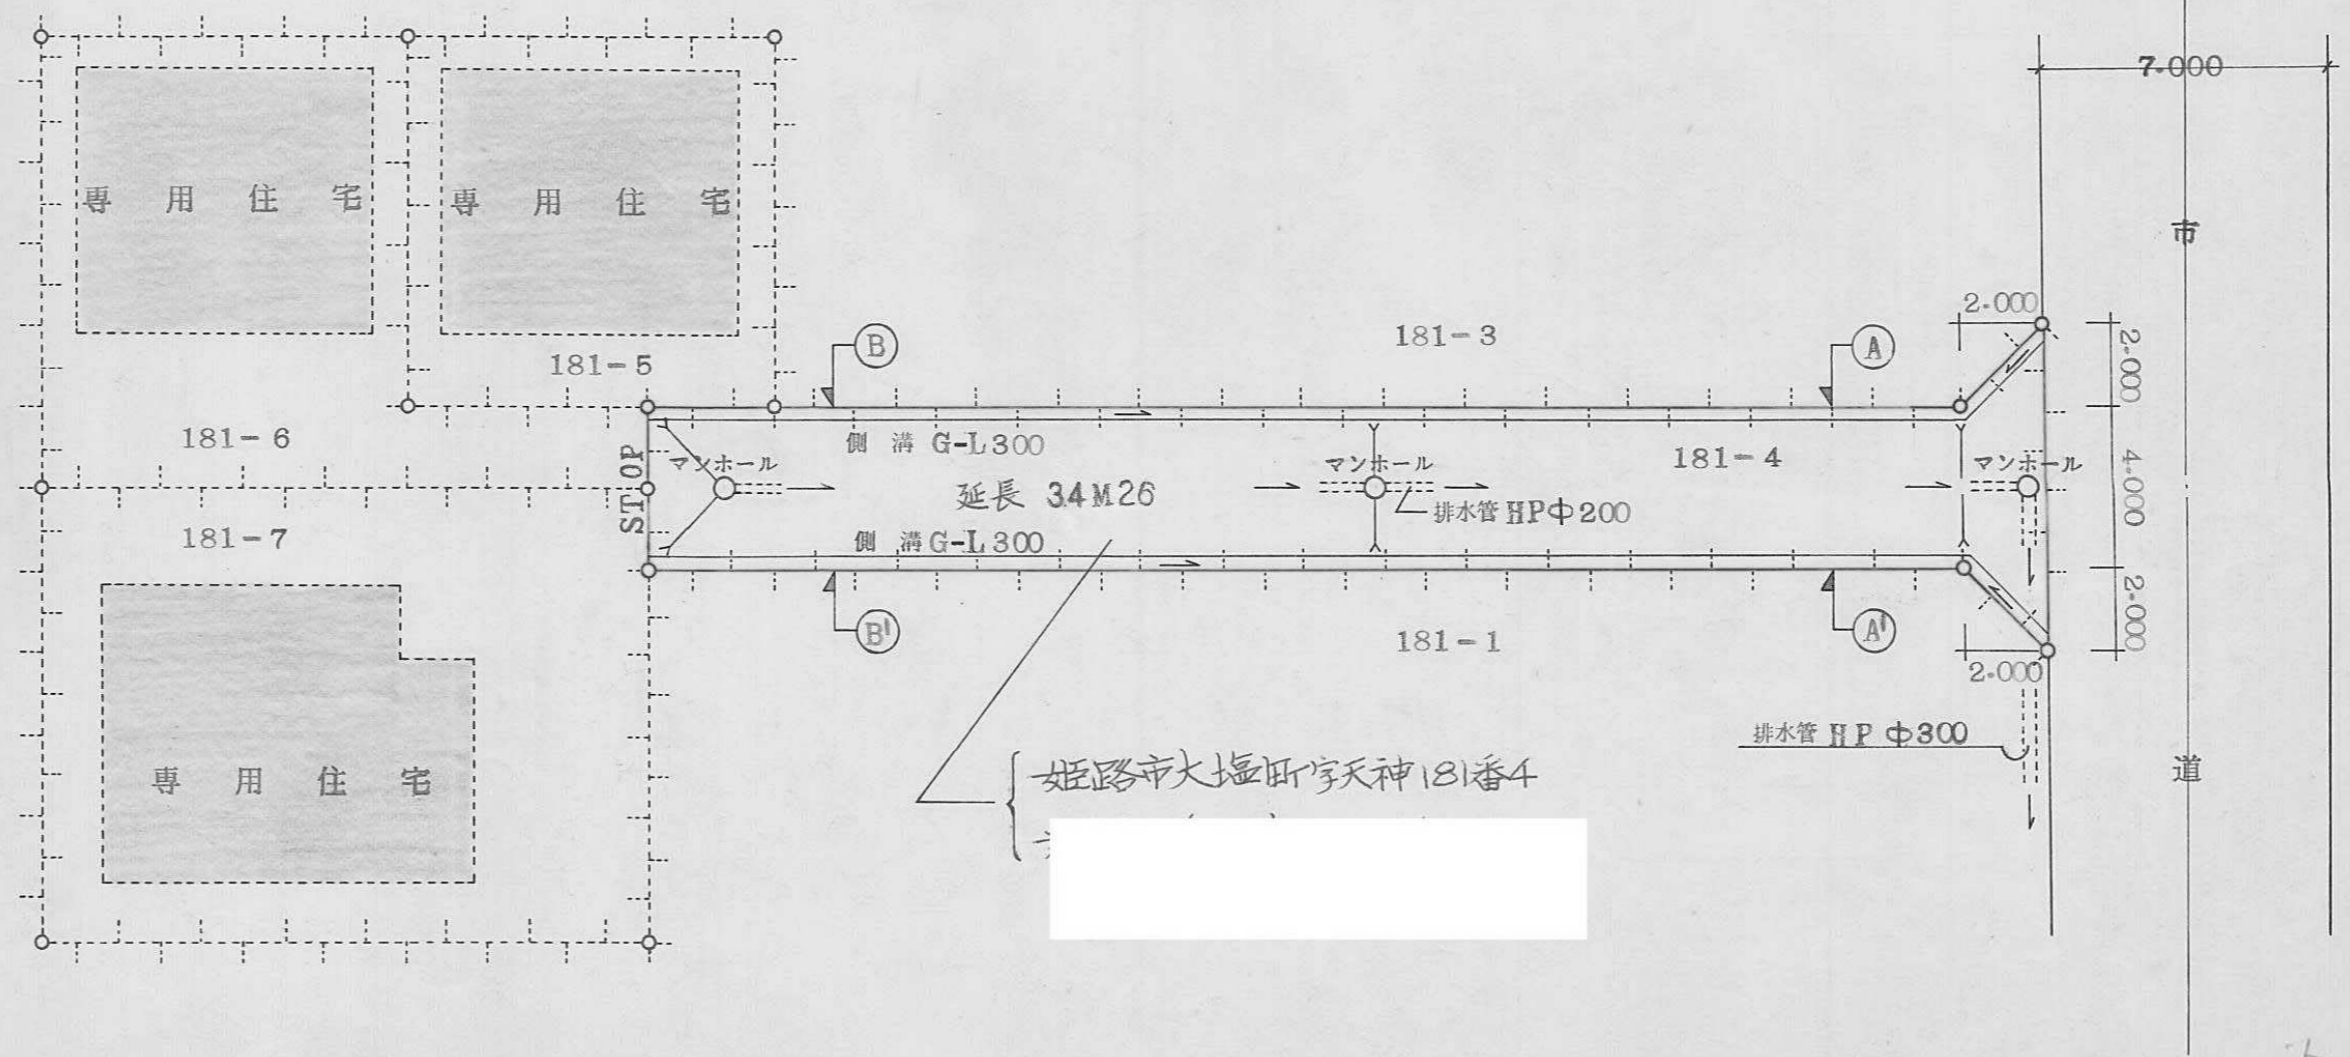 7.000
専用住宅
専用住宅
市
2.000
181-3
2.000
B
A
181-5
181-6
側溝 G-L300
181-4
STOP
マンホール
マンホール
マンホール
4.000
延長 34M26
排水管 HPΦ200
181-7
側溝 G-L300
2.000
B'
A'
181-1
2.000
排水管 HP Φ300
専用住宅
姫路市大塩町字天神181番4
道